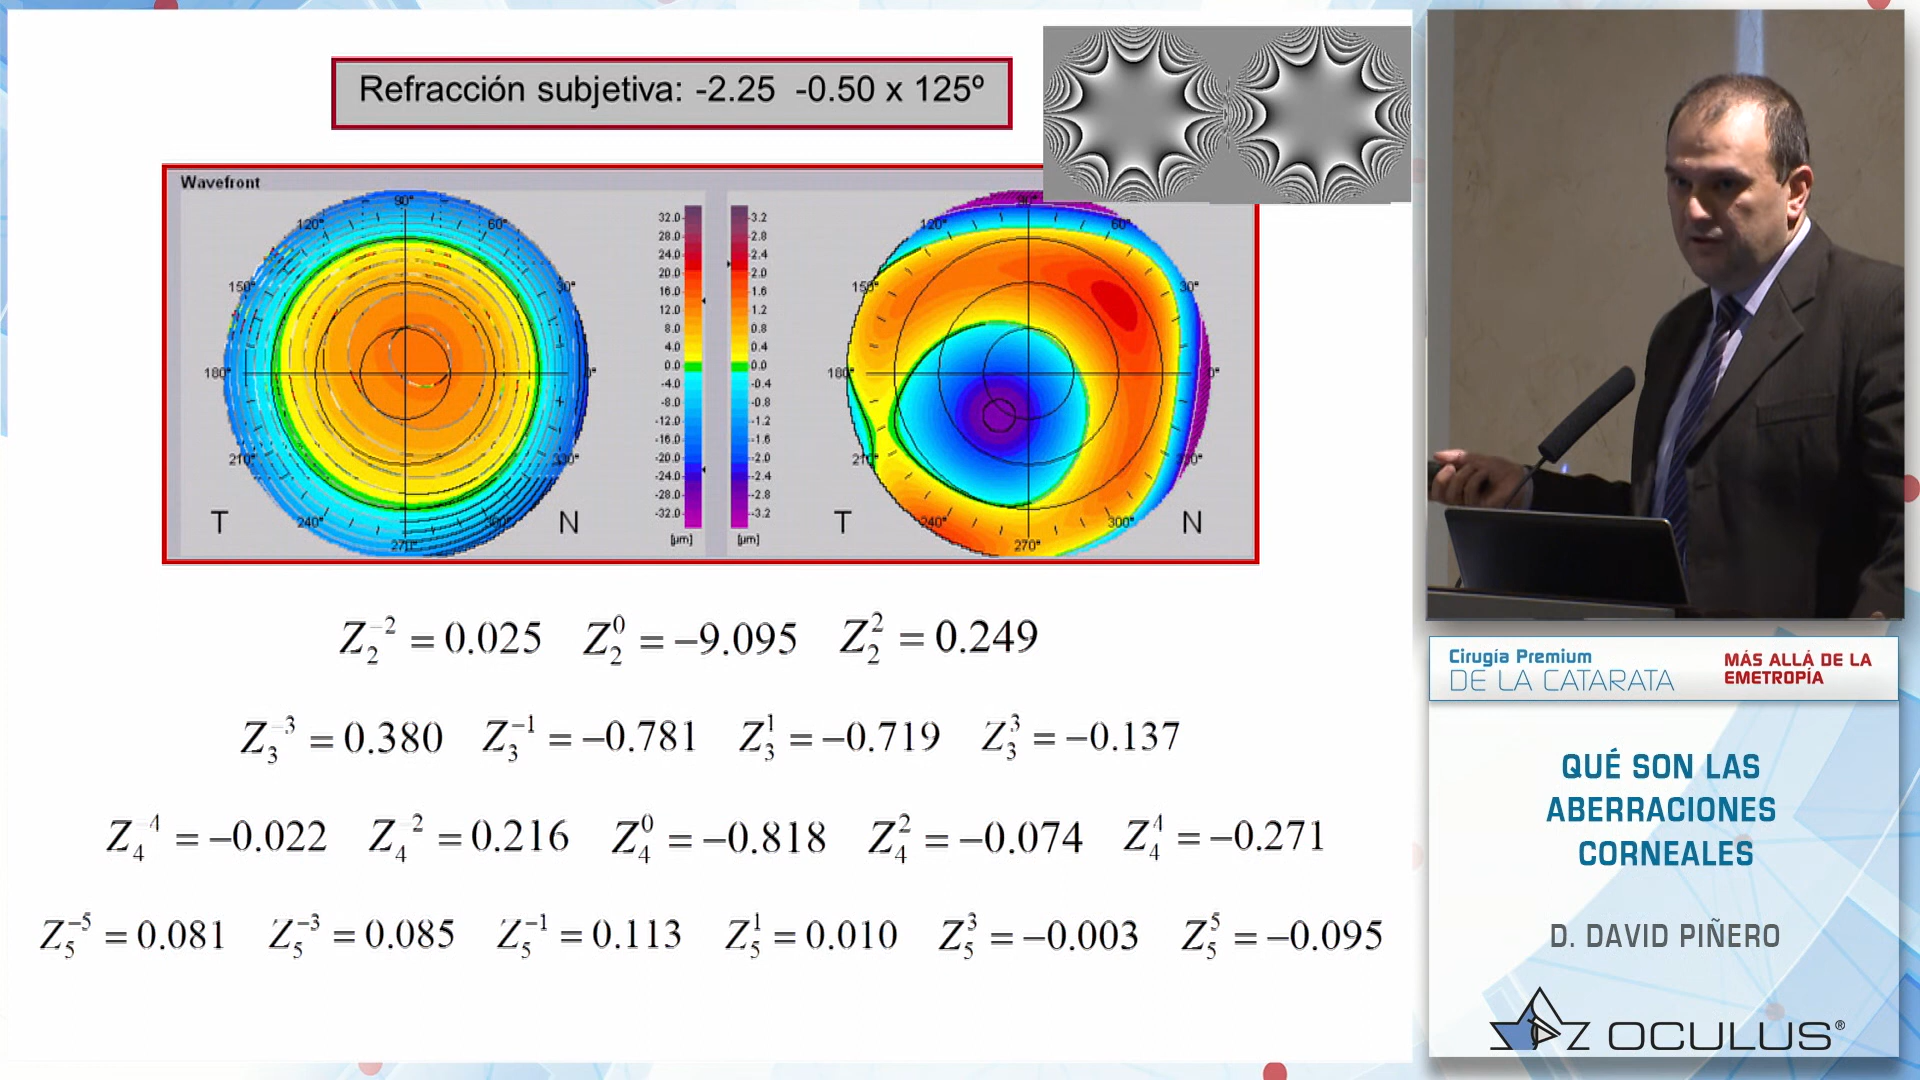 Refracción subjetiva: -2.25 -0.50 x 125º
Wavefront
90° 60° 30° 0° 330° 300° 270° 240° 210° 180° 150° 120°
32.0
28.0
24.0
20.0
16.0
12.0
8.0
4.0
0.0
-4.0
-8.0
-12.0
-16.0
-20.0
-24.0
-28.0
-32.0
[µm]
3.2
2.8
2.4
2.0
1.6
1.2
0.8
0.4
0.0
-0.4
-0.8
-1.2
-1.6
-2.0
-2.4
-2.8
-3.2
[µm]
120° 60° 30° 0° 300° 270° 240° 180°
T N
T N
Z₂⁻² = 0.025 Z₂⁰ = −9.095 Z₂² = 0.249
Z₃⁻³ = 0.380 Z₃⁻¹ = −0.781 Z₃¹ = −0.719 Z₃³ = −0.137
Z₄⁻⁴ = −0.022 Z₄⁻² = 0.216 Z₄⁰ = −0.818 Z₄² = −0.074 Z₄⁴ = −0.271
Z₅⁻⁵ = 0.081 Z₅⁻³ = 0.085 Z₅⁻¹ = 0.113 Z₅¹ = 0.010 Z₅³ = −0.003 Z₅⁵ = −0.095
Cirugía Premium
DE LA CATARATA
MÁS ALLÁ DE LA
EMETROPÍA
QUÉ SON LAS
ABERRACIONES
CORNEALES
D. DAVID PIÑERO
OCULUS®